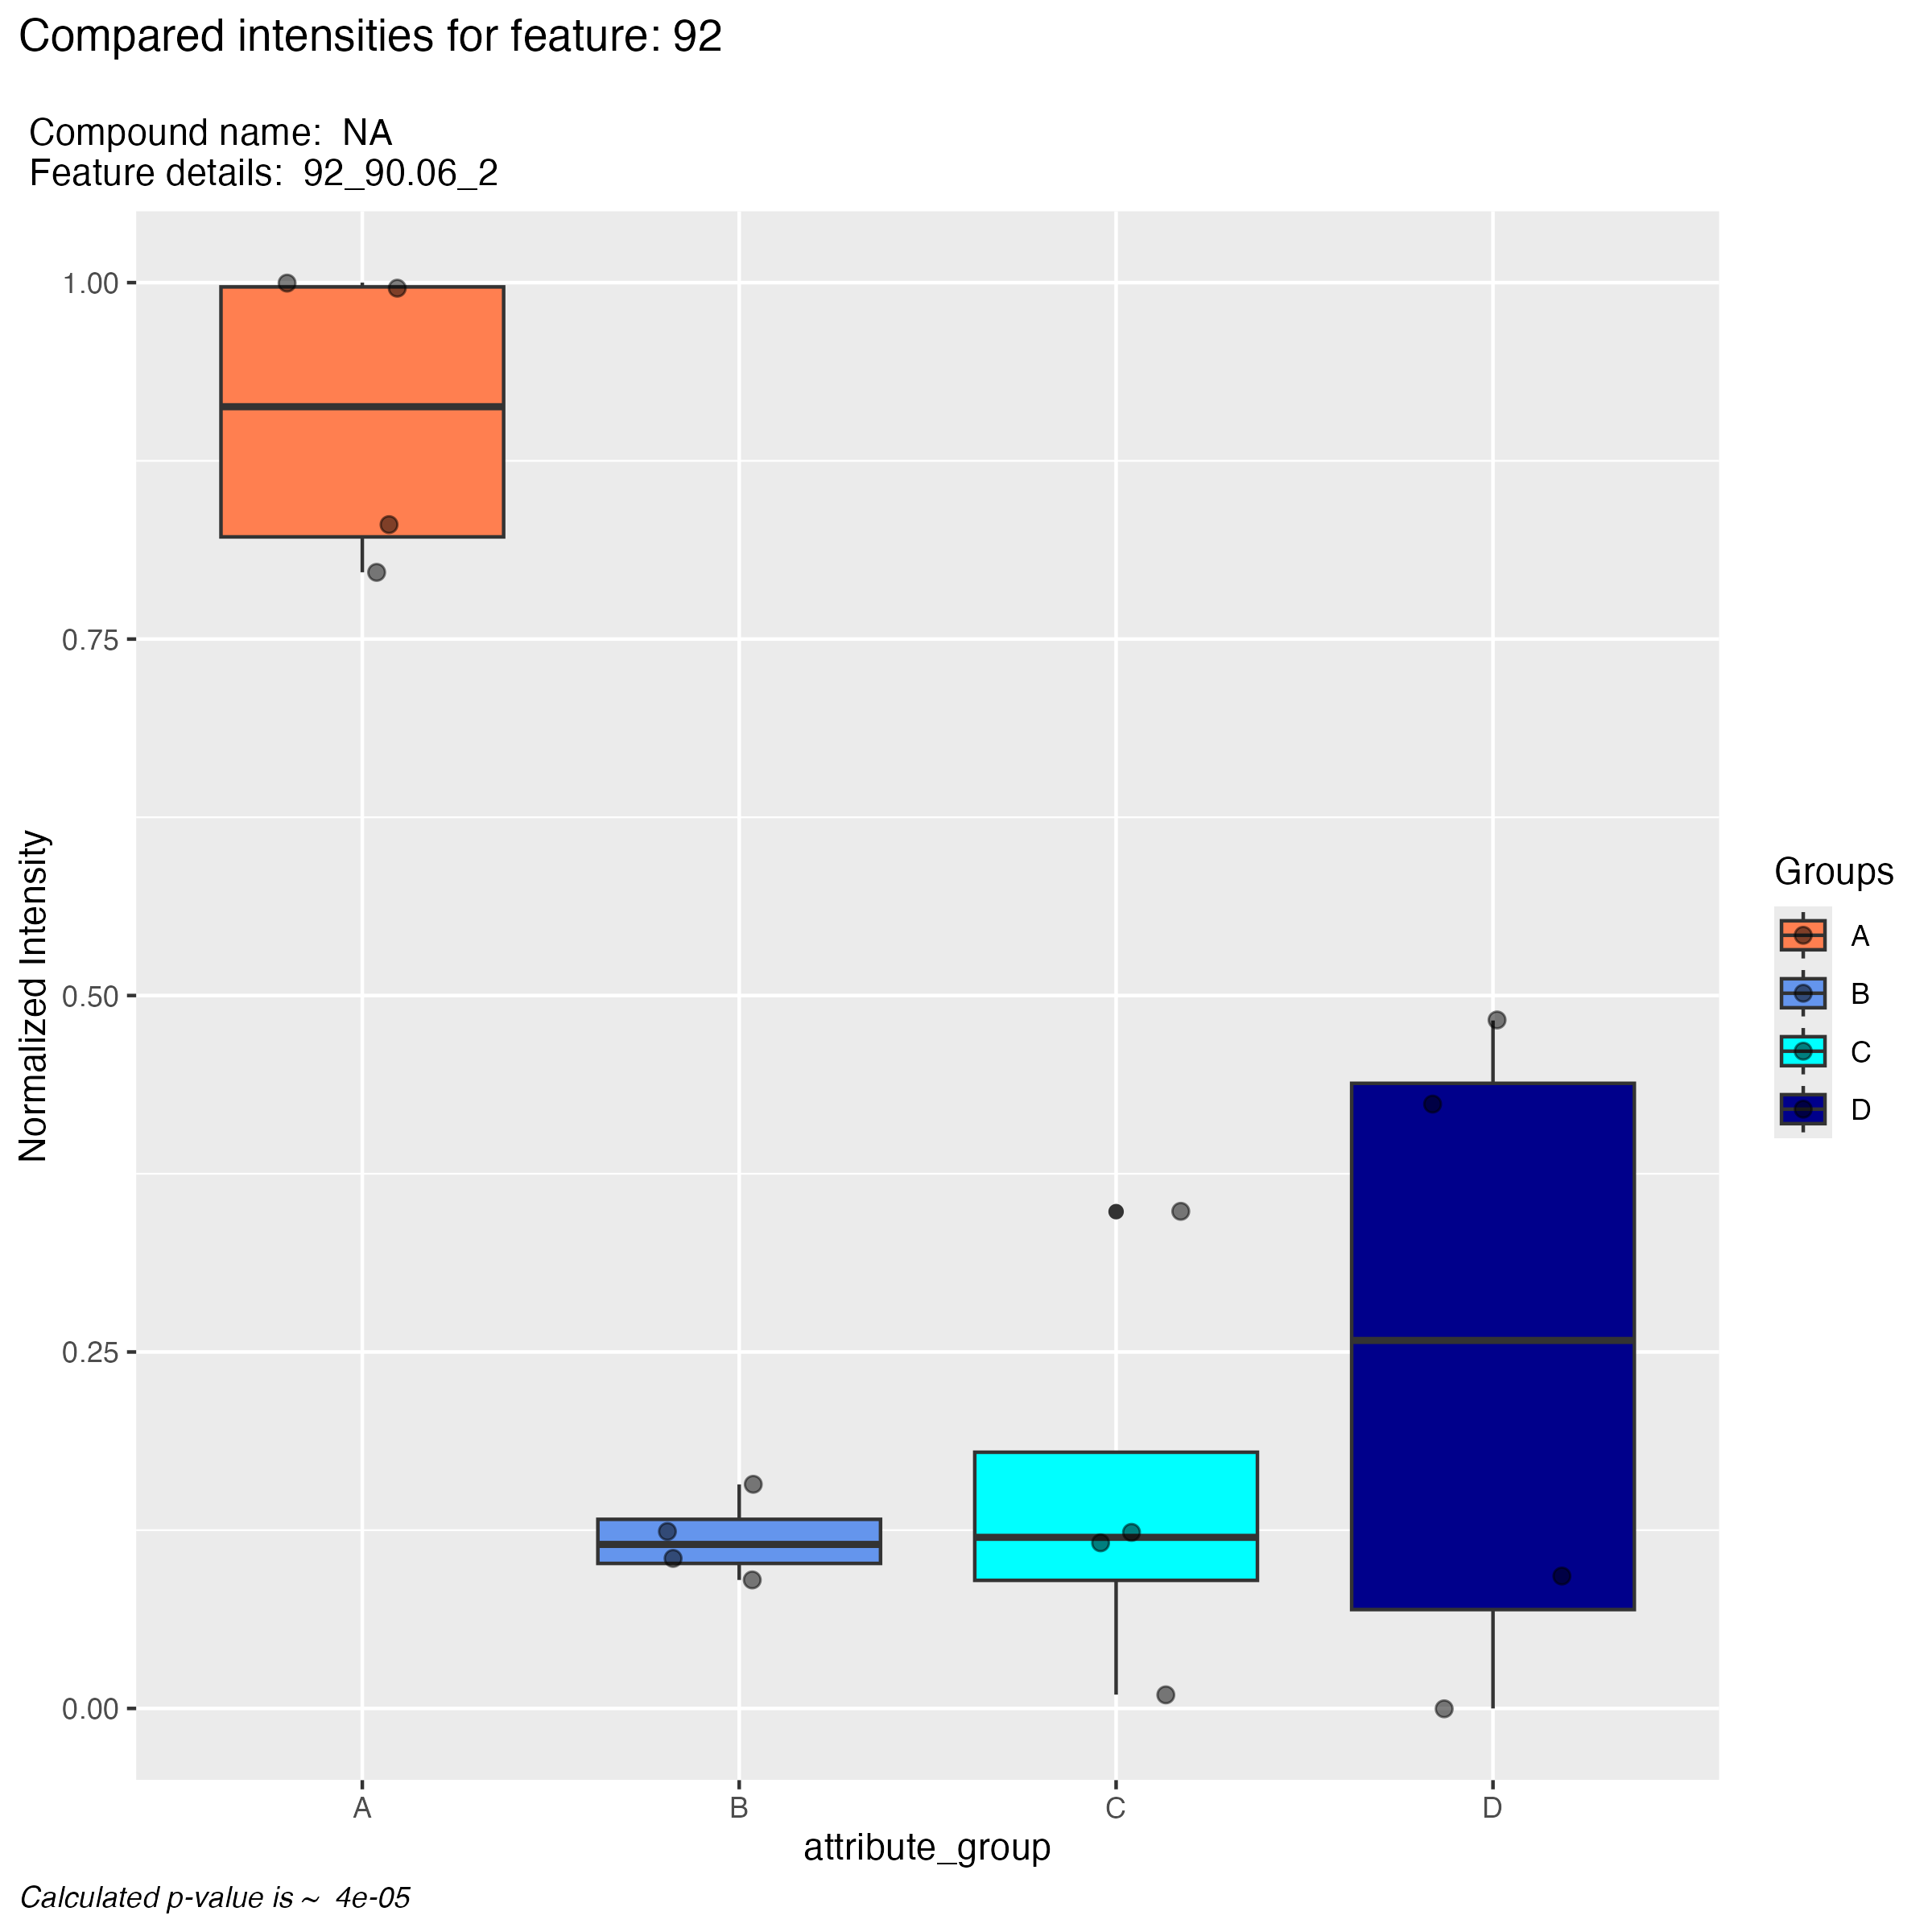 Compared intensities for feature: 92
Compound name:  NA
Feature details:  92_90.06_2
1.00
0.75
0.50
0.25
0.00
Normalized Intensity
A
B
C
D
attribute_group
Groups
A
B
C
D
Calculated p-value is ~  4e-05